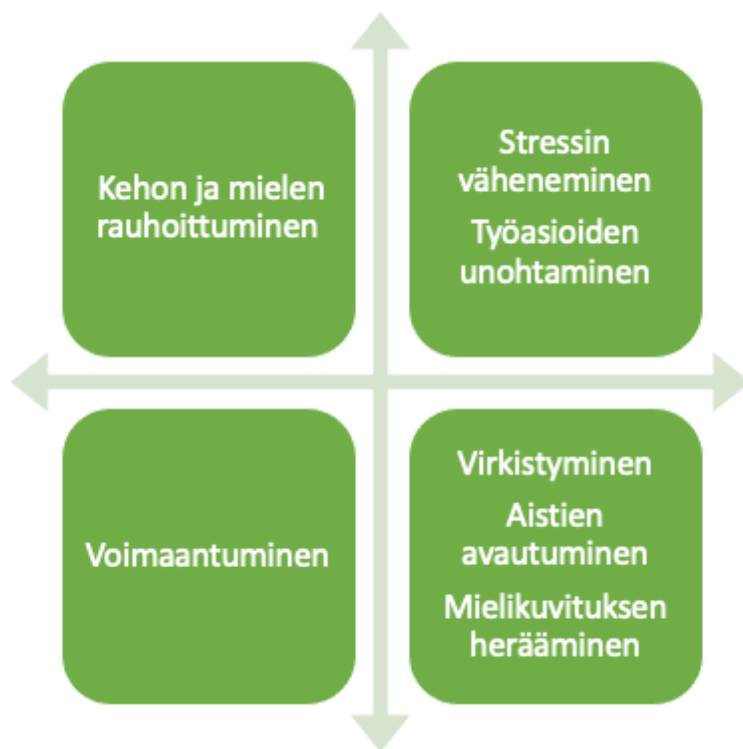 Kehon ja mielen
rauhoittuminen
Stressin
väheneminen
Työasioiden
unohtaminen
Voimaantuminen
Virkistyminen
Aistien
avautuminen
Mielikuvituksen
herääminen